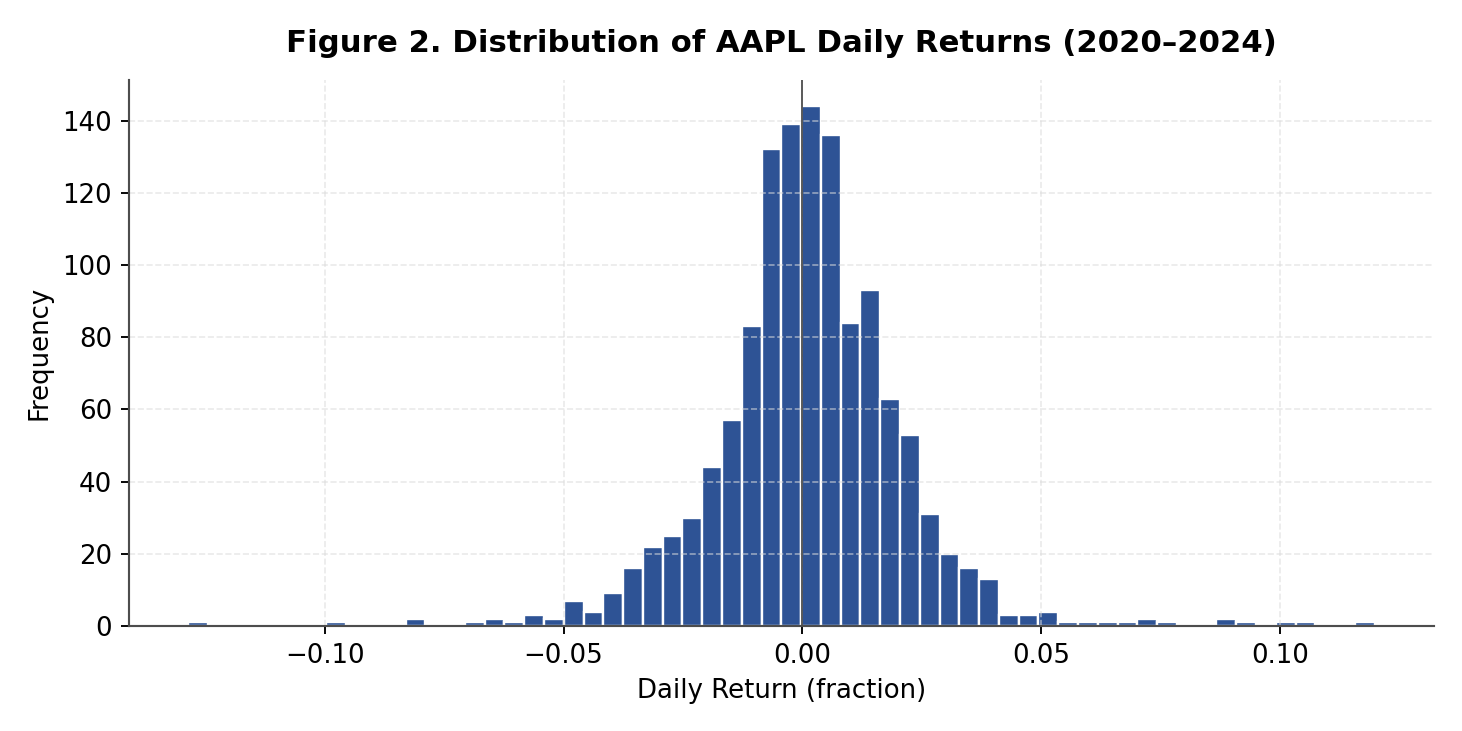 Figure 2. Distribution of AAPL Daily Returns (2020–2024)
Frequency
140
120
100
80
60
40
20
0
−0.10 −0.05 0.00 0.05 0.10
Daily Return (fraction)